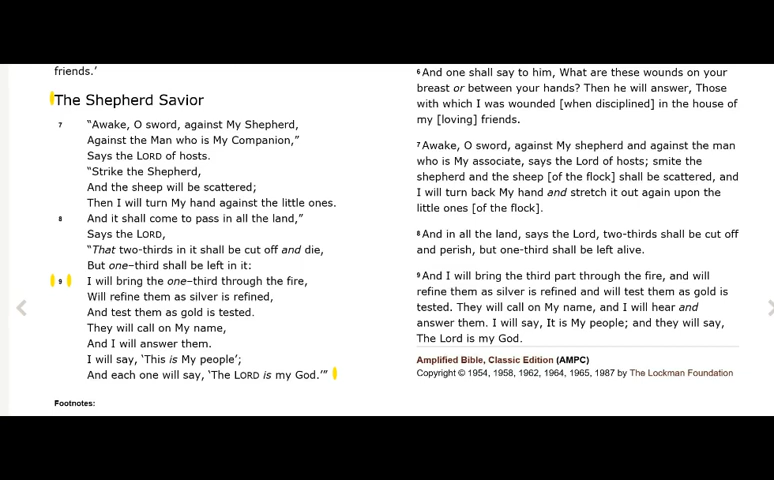 friends.’
The Shepherd Savior
7 “Awake, O sword, against My Shepherd,
Against the Man who is My Companion,”
Says the LORD of hosts.
“Strike the Shepherd,
And the sheep will be scattered;
Then I will turn My hand against the little ones.
8 And it shall come to pass in all the land,”
Says the LORD,
“That two-thirds in it shall be cut off and die,
But one–third shall be left in it:
9 I will bring the one–third through the fire,
Will refine them as silver is refined,
And test them as gold is tested.
They will call on My name,
And I will answer them.
I will say, ‘This is My people’;
And each one will say, ‘The LORD is my God.’”
Footnotes:
6 And one shall say to him, What are these wounds on your
breast or between your hands? Then he will answer, Those
with which I was wounded [when disciplined] in the house of
my [loving] friends.
7 Awake, O sword, against My shepherd and against the man
who is My associate, says the Lord of hosts; smite the
shepherd and the sheep [of the flock] shall be scattered, and
I will turn back My hand and stretch it out again upon the
little ones [of the flock].
8 And in all the land, says the Lord, two-thirds shall be cut off
and perish, but one-third shall be left alive.
9 And I will bring the third part through the fire, and will
refine them as silver is refined and will test them as gold is
tested. They will call on My name, and I will hear and
answer them. I will say, It is My people; and they will say,
The Lord is my God.
Amplified Bible, Classic Edition (AMPC)
Copyright © 1954, 1958, 1962, 1964, 1965, 1987 by The Lockman Foundation